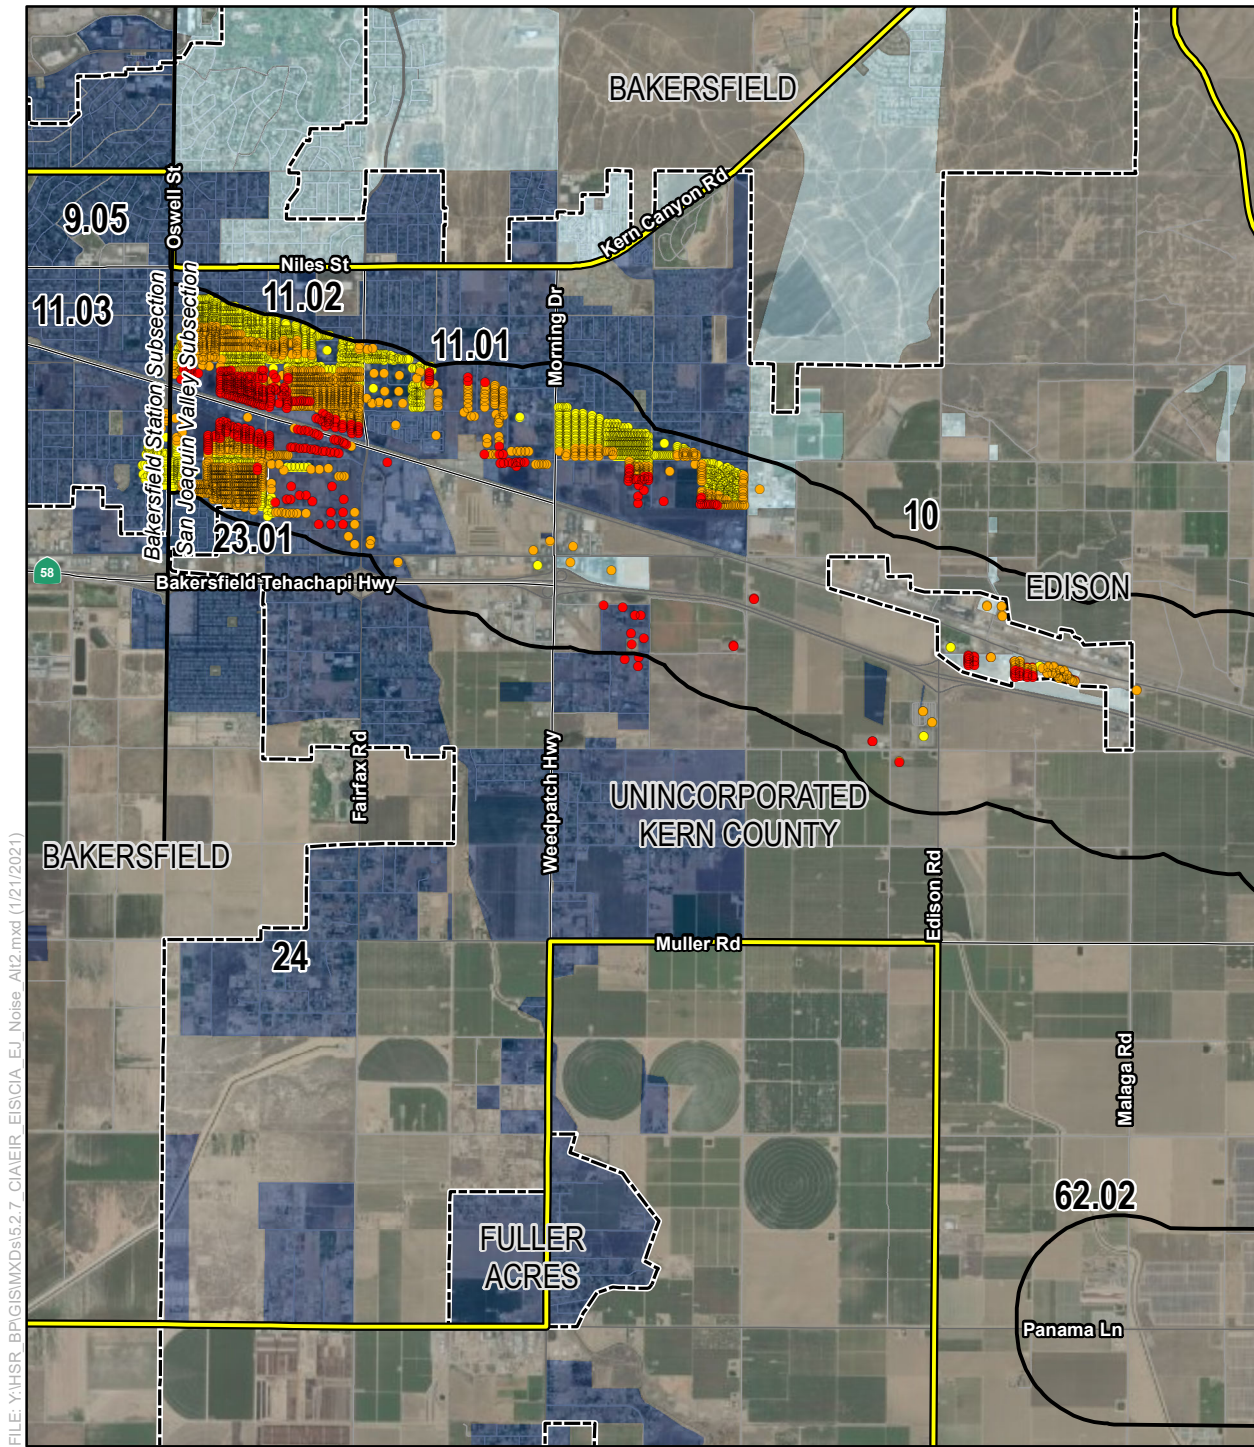 BAKERSFIELD
Oswell St
9.05
Kern Canyon Rd
Niles St
11.03
11.02
Bakersfield Station Subsection
San Joaquin Valley Subsection
11.01
Morning Dr
10
23.01
58
Bakersfield Tehachapi Hwy
EDISON
Fairfax Rd
Weedpatch Hwy
UNINCORPORATED
KERN COUNTY
BAKERSFIELD
Edison Rd
24
Muller Rd
Malaga Rd
62.02
FULLER
ACRES
Panama Ln
FILE: Y:\HSR_BP\GIS\MXDs\5.2.7_CIA\EIR_EIS\CIA_EJ_Noise_Alt2.mxd (1/21/2021)